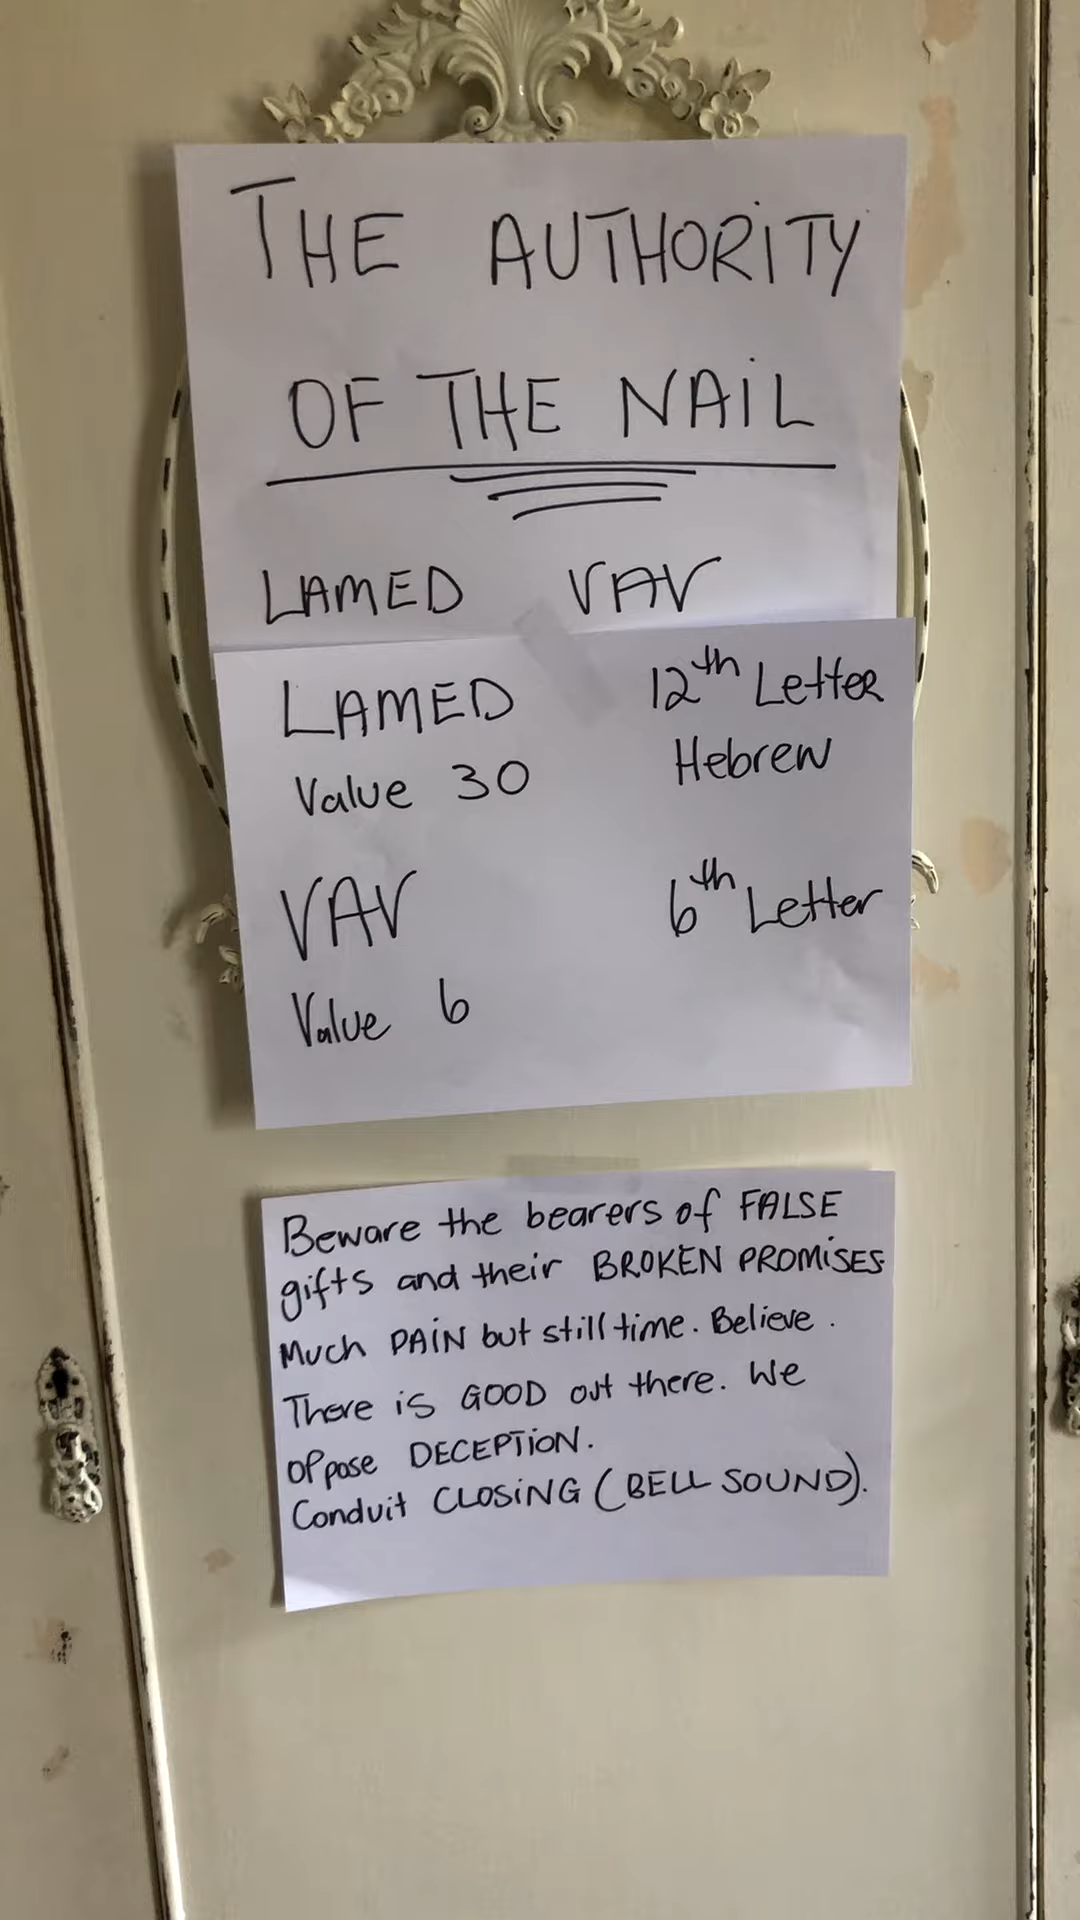 THE AUTHORITY
OF THE NAIL
LAMED VAV
LAMED 12th Letter
Value 30 Hebrew
VAV 6th Letter
Value 6
Beware the bearers of FALSE
gifts and their BROKEN PROMISES.
Much PAIN but still time. Believe.
There is GOOD out there. We
oppose DECEPTION.
Conduit CLOSING (BELL SOUND).